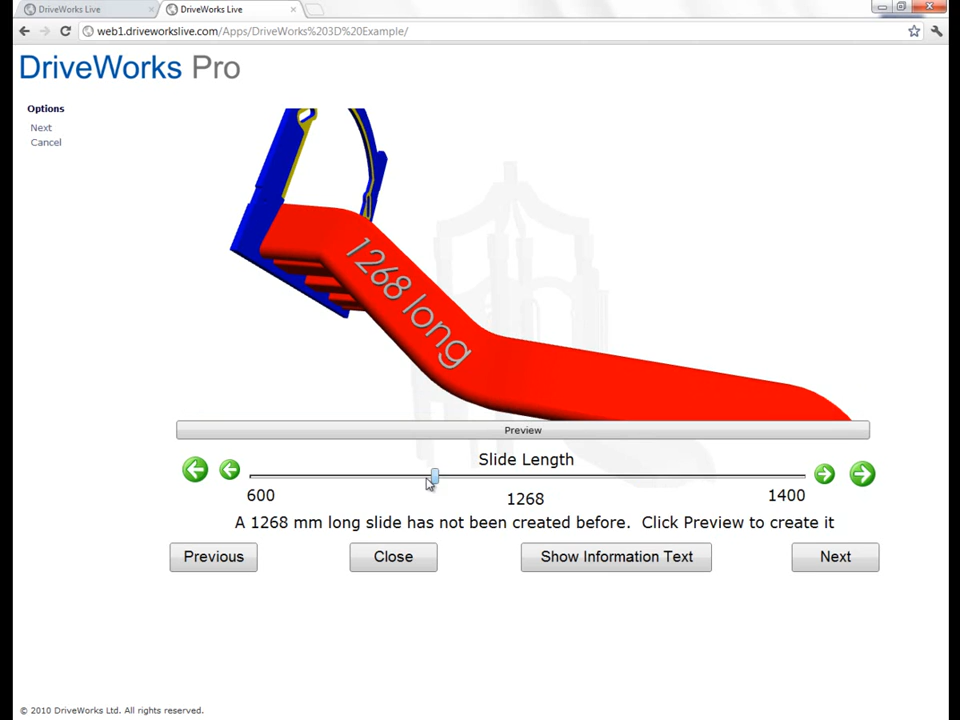 DriveWorks Live
DriveWorks Live
web1.driveworkslive.com/Apps/DriveWorks%203D%20Example/
DriveWorks Pro
Options
Next
Cancel
1268 long
Preview
Slide Length
600
1268
1400
A 1268 mm long slide has not been created before. Click Preview to create it
Previous
Close
Show Information Text
Next
© 2010 DriveWorks Ltd. All rights reserved.